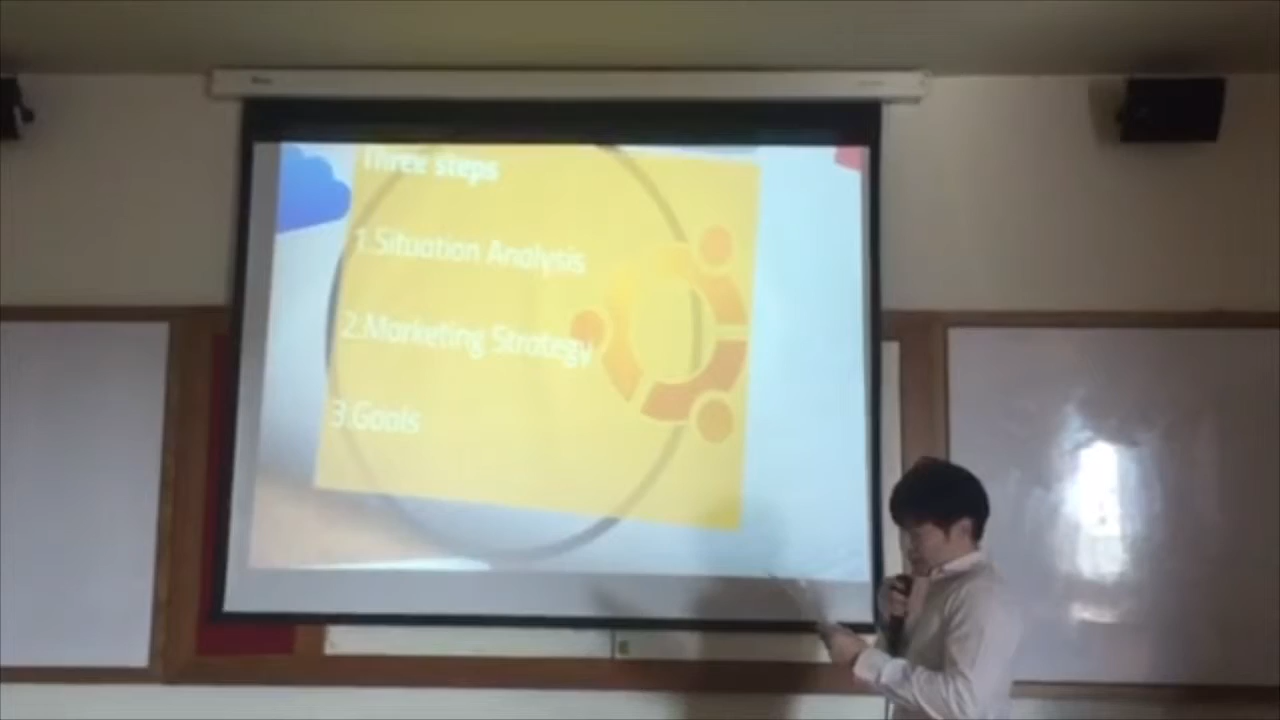 Three steps
1.Situation Analysis
2.Marketing Strategy
3.Goals